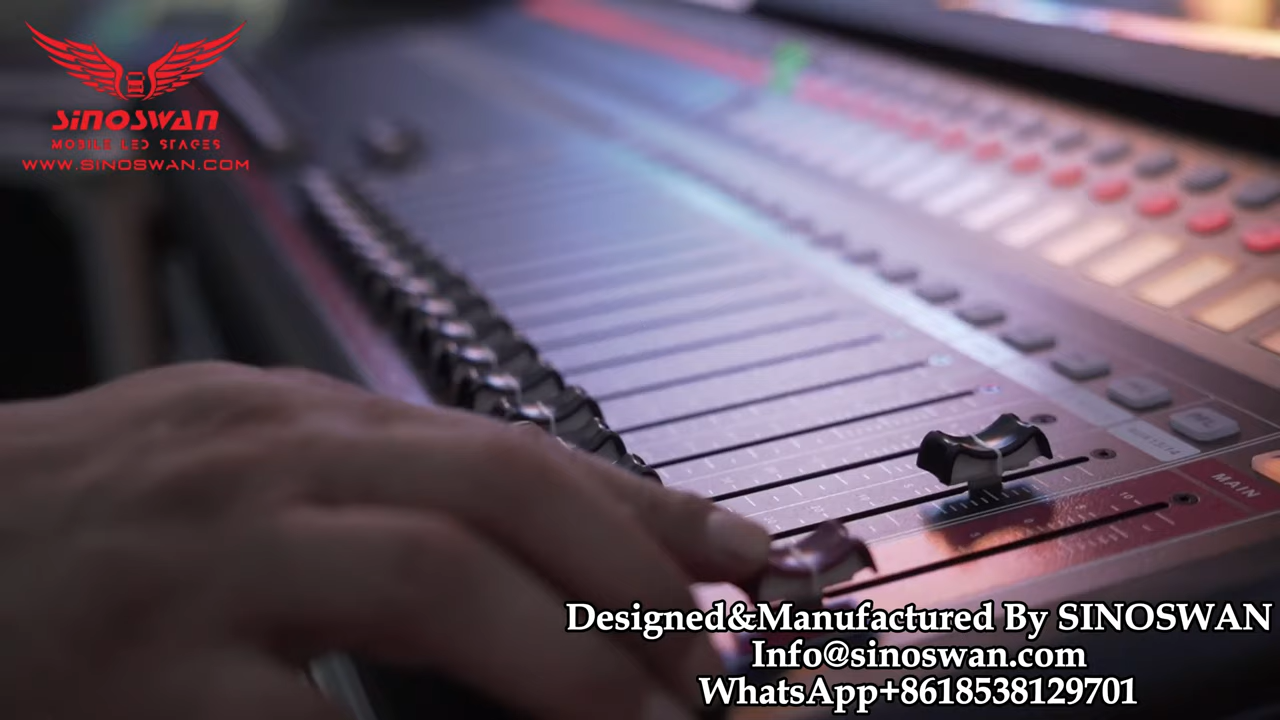 SINOSWAN
MOBILE LED STAGES
WWW.SINOSWAN.COM
MAIN
Designed&Manufactured By SINOSWAN
Info@sinoswan.com
WhatsApp+8618538129701